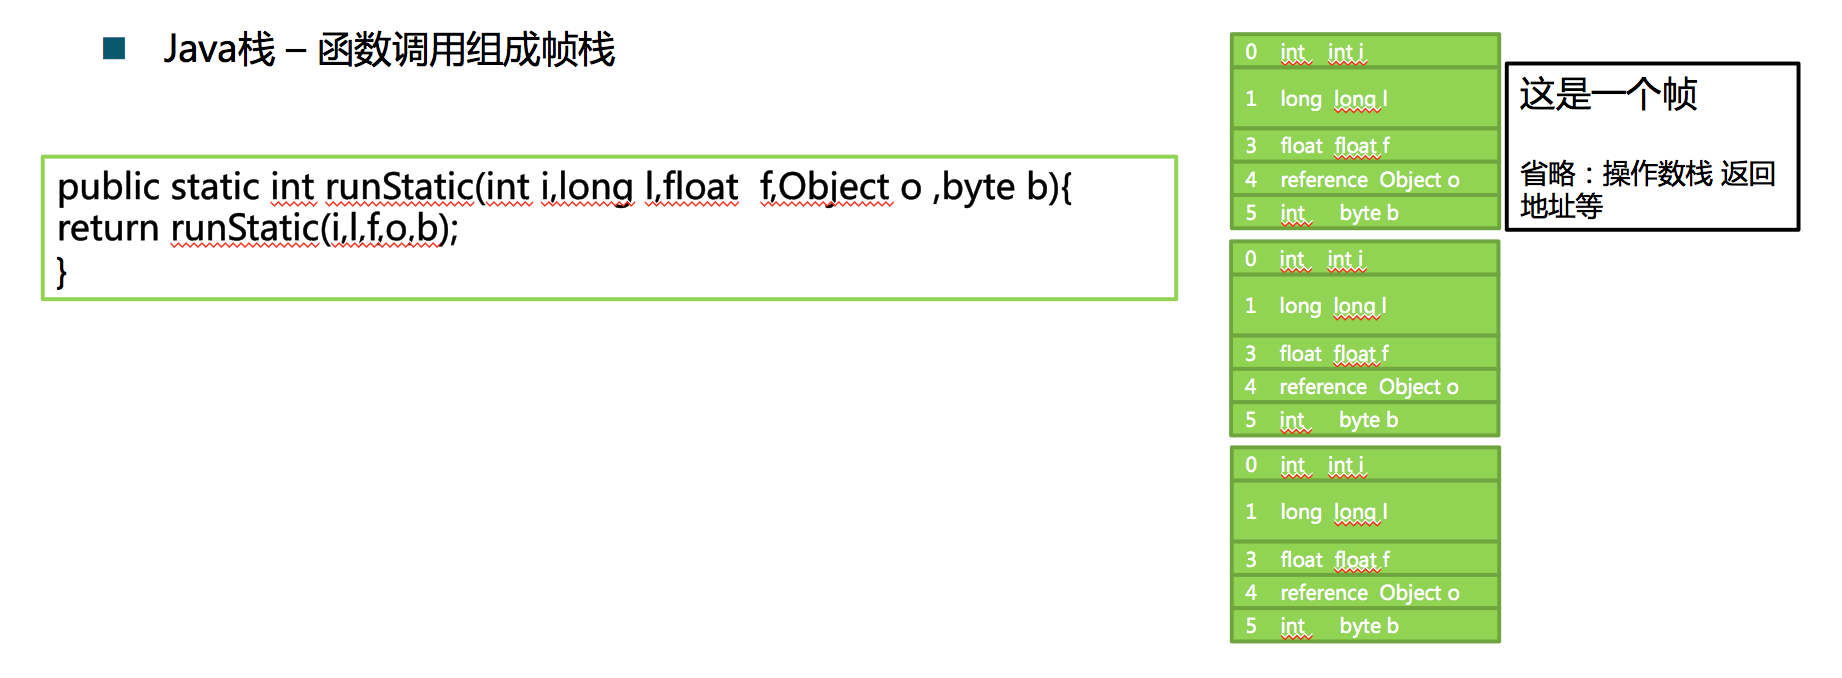 Java栈 – 函数调用组成帧栈
public static int runStatic(int i,long l,float  f,Object o ,byte b){
return runStatic(i,l,f,o,b);
}
0 int int i
1 long long l
3 float float f
4 reference Object o
5 int byte b
这是一个帧
省略：操作数栈 返回
地址等
0 int int i
1 long long l
3 float float f
4 reference Object o
5 int byte b
0 int int i
1 long long l
3 float float f
4 reference Object o
5 int byte b